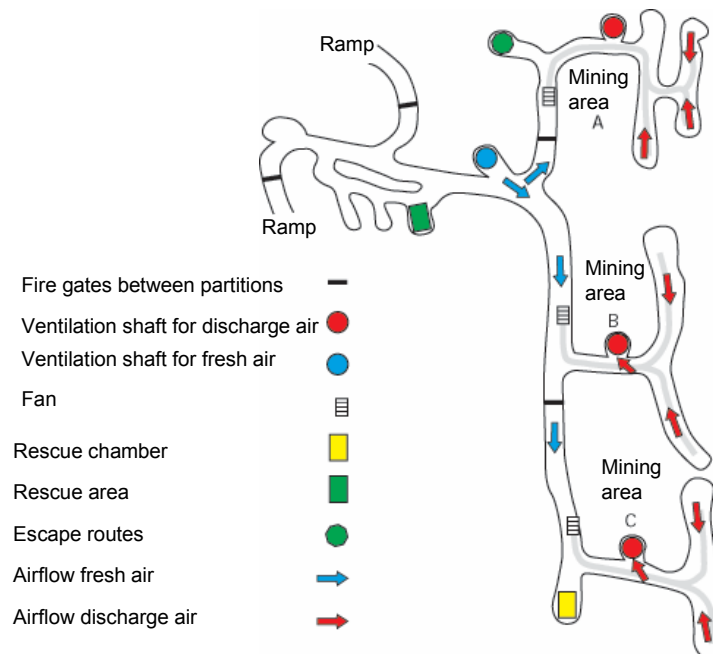 Ramp
Mining
area
A
Ramp
Mining
area
B
Fire gates between partitions
Ventilation shaft for discharge air
Ventilation shaft for fresh air
Fan
Mining
area
C
Rescue chamber
Rescue area
Escape routes
Airflow fresh air
Airflow discharge air